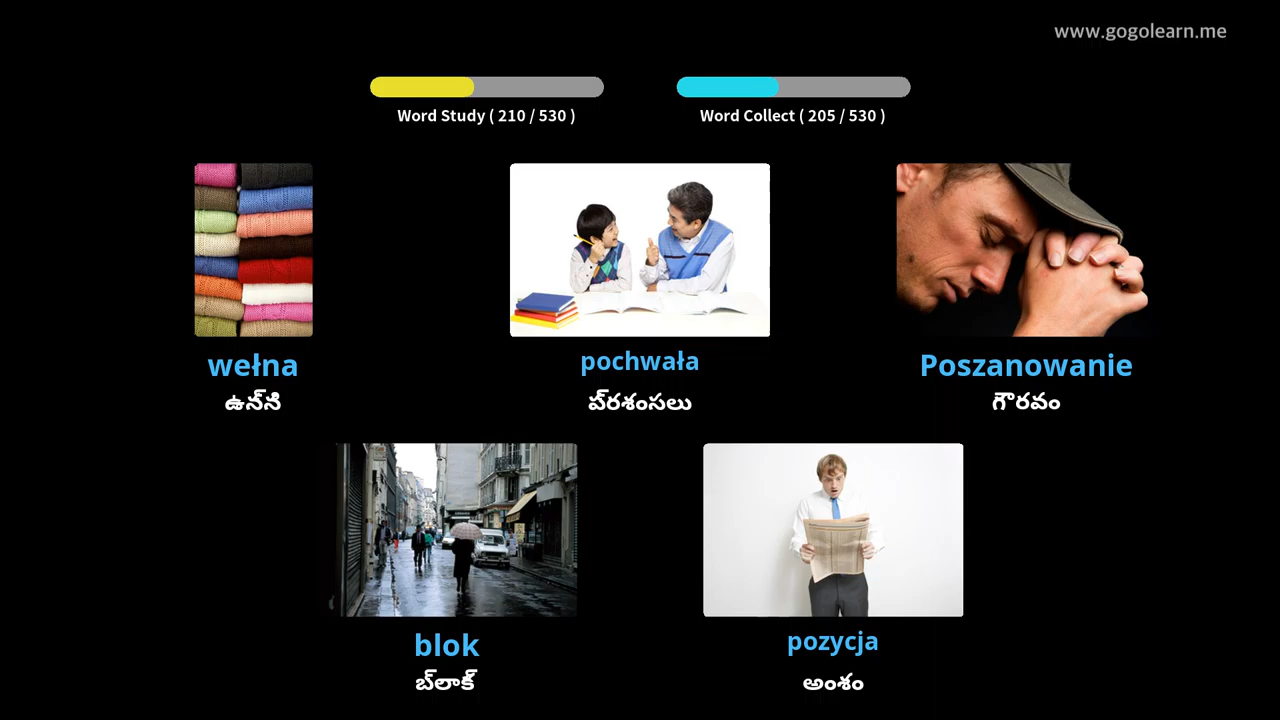 www.gogolearn.me
Word Study ( 210 / 530 )
Word Collect ( 205 / 530 )
wełna
ఉన్‌ని
pochwała
ప్‌రశంసలు
Poszanowanie
గౌరవం
blok
బ్‌లాక్
pozycja
అంశం